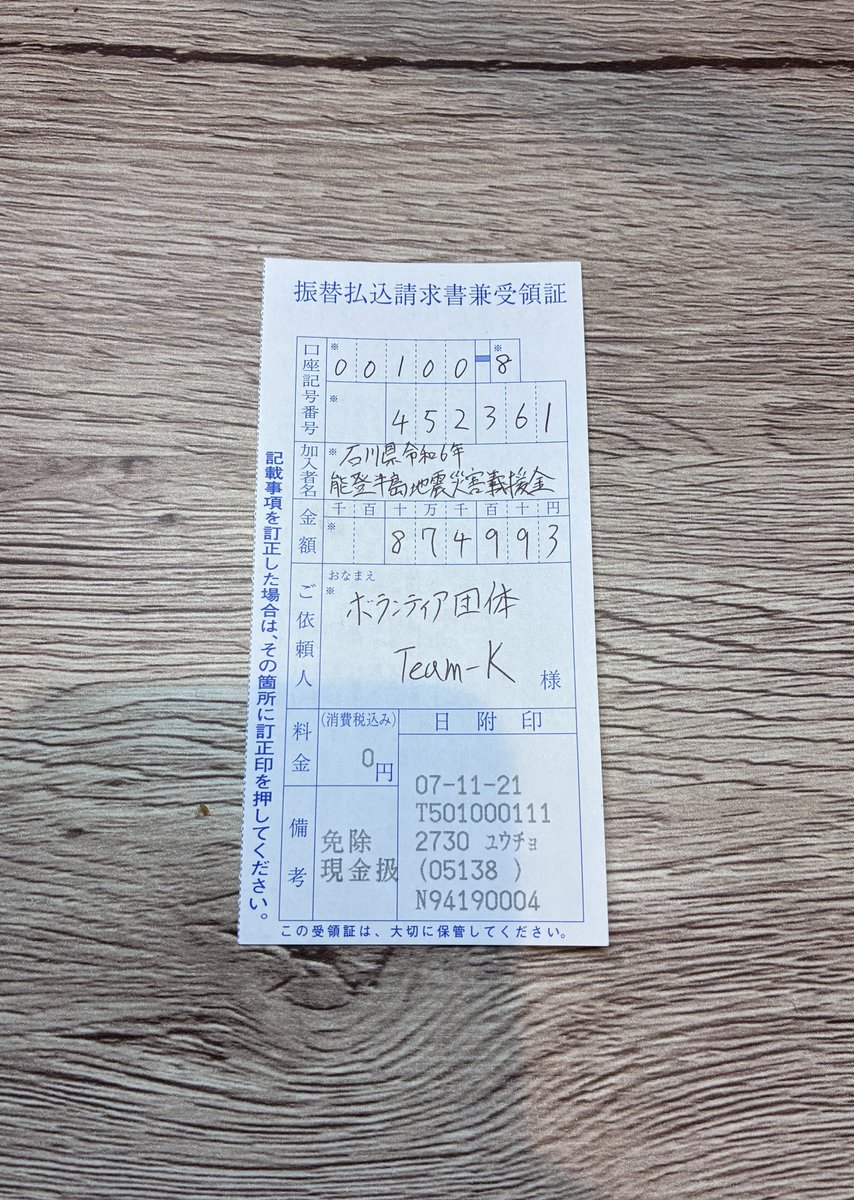 振替払込請求書兼受領証
口座記号番号
※ ※
00100-8
※
452361
加入者名
※ 石川県令和6年
能登半島地震災害義援金
金額
千百十万千百十円
※
874993
ご依頼人
おなまえ
※
ボランティア団体
Team-K
様
料金
(消費税込み)
0円
日附印
備考
免除
現金扱
07-11-21
T501000111
2730 ユウチョ
(05138 )
N94190004
記載事項を訂正した場合は、その箇所に訂正印を押してください。
この受領証は、大切に保管してください。